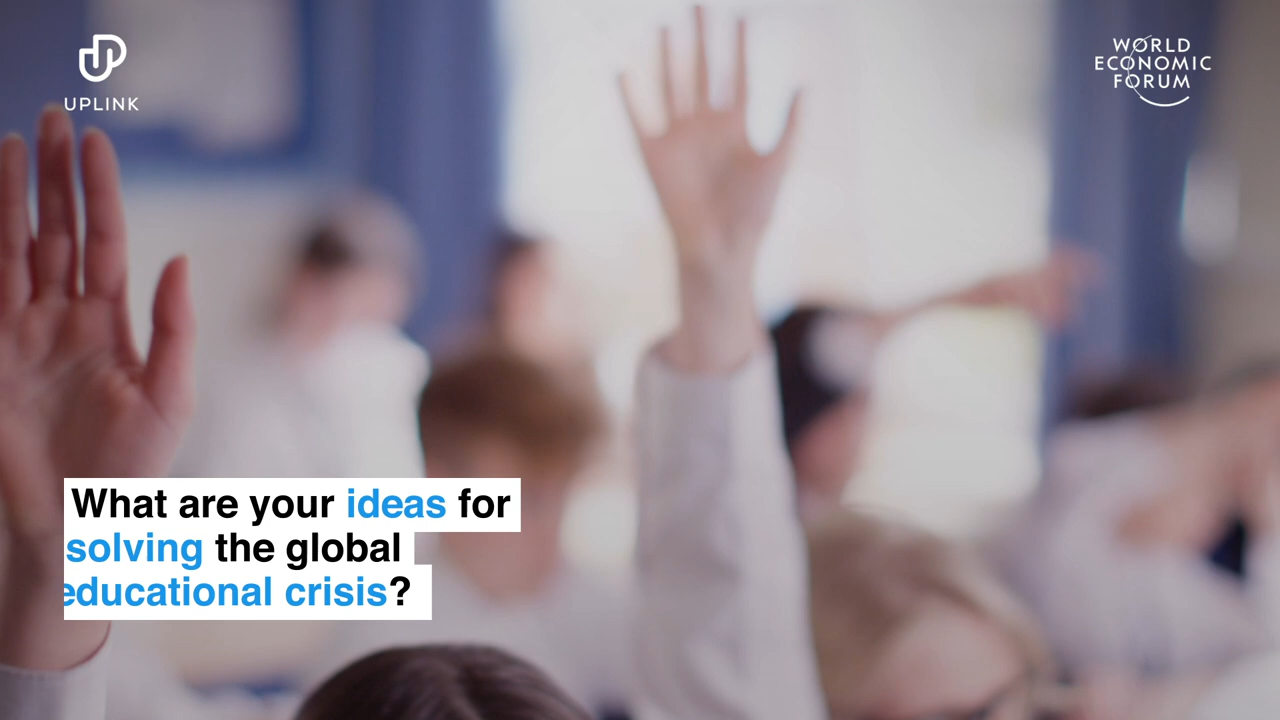 UPLINK
WORLD
ECONOMIC
FORUM
What are your ideas for
solving the global
educational crisis?